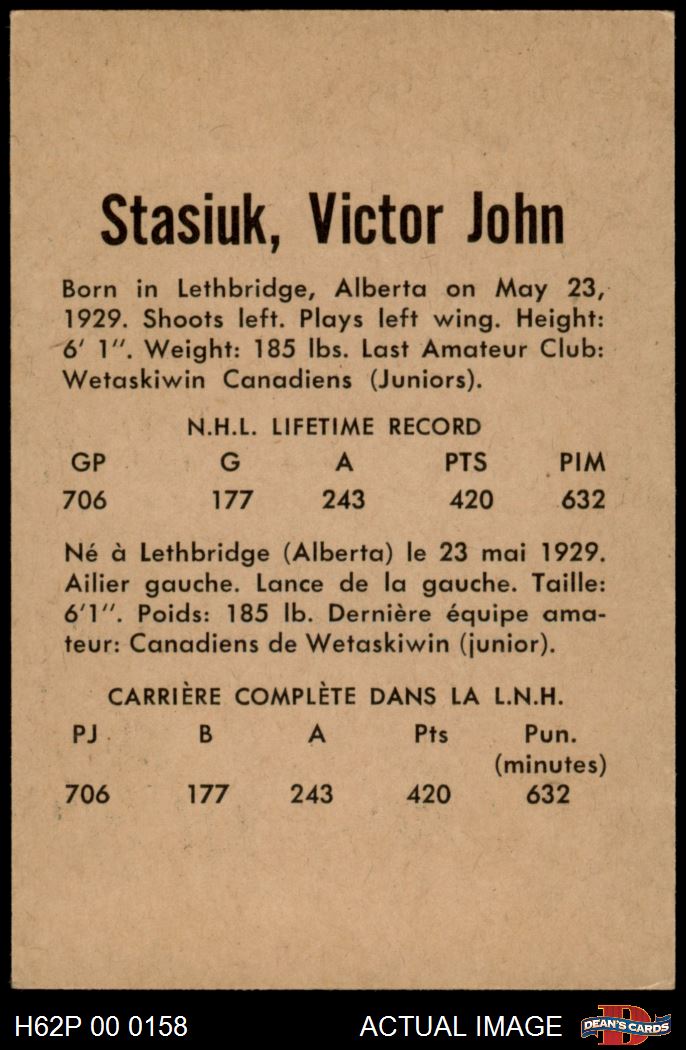 Stasiuk, Victor John
Born in Lethbridge, Alberta on May 23,
1929. Shoots left. Plays left wing. Height:
6' 1". Weight: 185 lbs. Last Amateur Club:
Wetaskiwin Canadiens (Juniors).
N.H.L. LIFETIME RECORD
GP G A PTS PIM
706 177 243 420 632
Né à Lethbridge (Alberta) le 23 mai 1929.
Ailier gauche. Lance de la gauche. Taille:
6'1". Poids: 185 lb. Dernière équipe ama-
teur: Canadiens de Wetaskiwin (junior).
CARRIÈRE COMPLÈTE DANS LA L.N.H.
PJ B A Pts Pun.
(minutes)
706 177 243 420 632
H62P 00 0158 ACTUAL IMAGE D DEAN'S CARDS